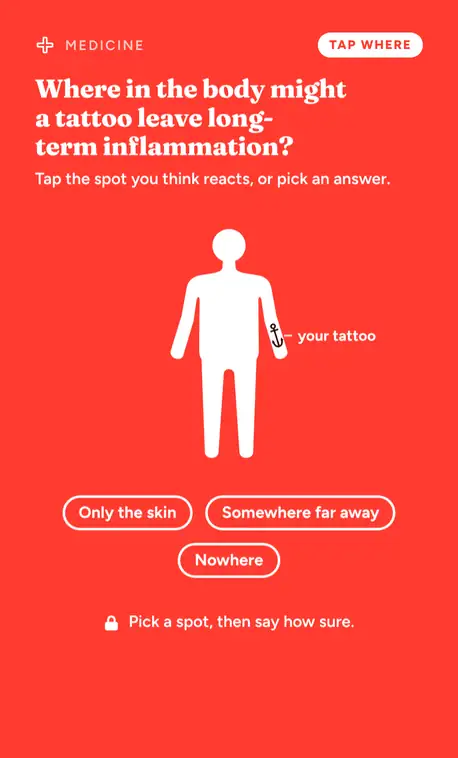 MEDICINE
TAP WHERE
Where in the body might
a tattoo leave long-
term inflammation?
Tap the spot you think reacts, or pick an answer.
your tattoo
Only the skin
Somewhere far away
Nowhere
Pick a spot, then say how sure.